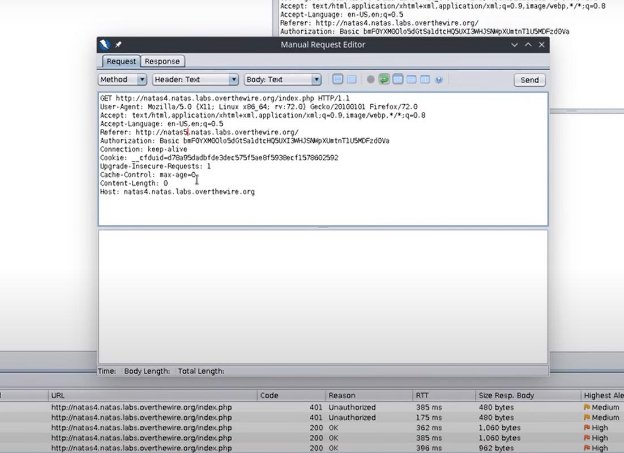 Accept: text/html,application/xhtml+xml,application/xml;q=0.9,image/webp,*/*;q=0.8
Accept-Language: en-US,en;q=0.5
Referer: http://natas4.natas.labs.overthewire.org/
Manual Request Editor
Request Response
Method Header: Text Body: Text Send
GET http://natas4.natas.labs.overthewire.org/index.php HTTP/1.1
User-Agent: Mozilla/5.0 (X11; Linux x86_64; rv:72.0) Gecko/20100101 Firefox/72.0
Accept: text/html,application/xhtml+xml,application/xml;q=0.9,image/webp,*/*;q=0.8
Accept-Language: en-US,en;q=0.5
Referer: http://natas5.natas.labs.overthewire.org/
Authorization: Basic
Connection: keep-alive
Cookie:
Upgrade-Insecure-Requests: 1
Cache-Control: max-age=0
Content-Length: 0
Host: natas4.natas.labs.overthewire.org
Time: Body Length: Total Length:
URL Code Reason RTT Size Resp. Body Highest Ale
http://natas4.natas.labs.overthewire.org/index.php 401 Unauthorized 385 ms 480 bytes Medium
http://natas4.natas.labs.overthewire.org/index.php 401 Unauthorized 175 ms 480 bytes Medium
http://natas4.natas.labs.overthewire.org/index.php 200 OK 362 ms 1,060 bytes High
http://natas4.natas.labs.overthewire.org/index.php 200 OK 385 ms 1,060 bytes High
http://natas4.natas.labs.overthewire.org/index.php 200 OK 396 ms 962 bytes High